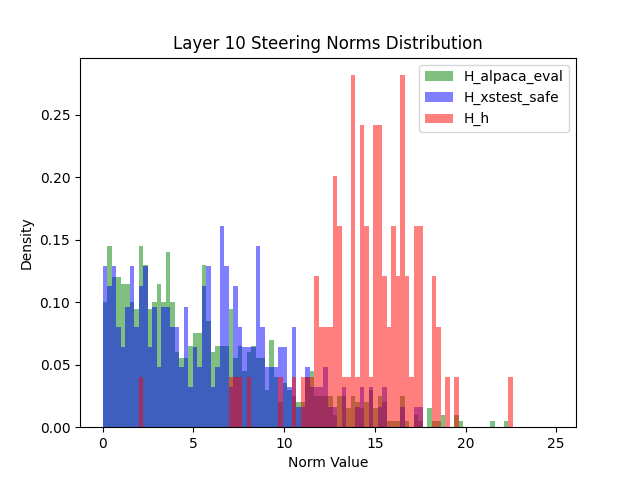 Layer 10 Steering Norms Distribution
H_alpaca_eval
H_xstest_safe
H_h
Density
0.25
0.20
0.15
0.10
0.05
0.00
0
5
10
15
20
25
Norm Value